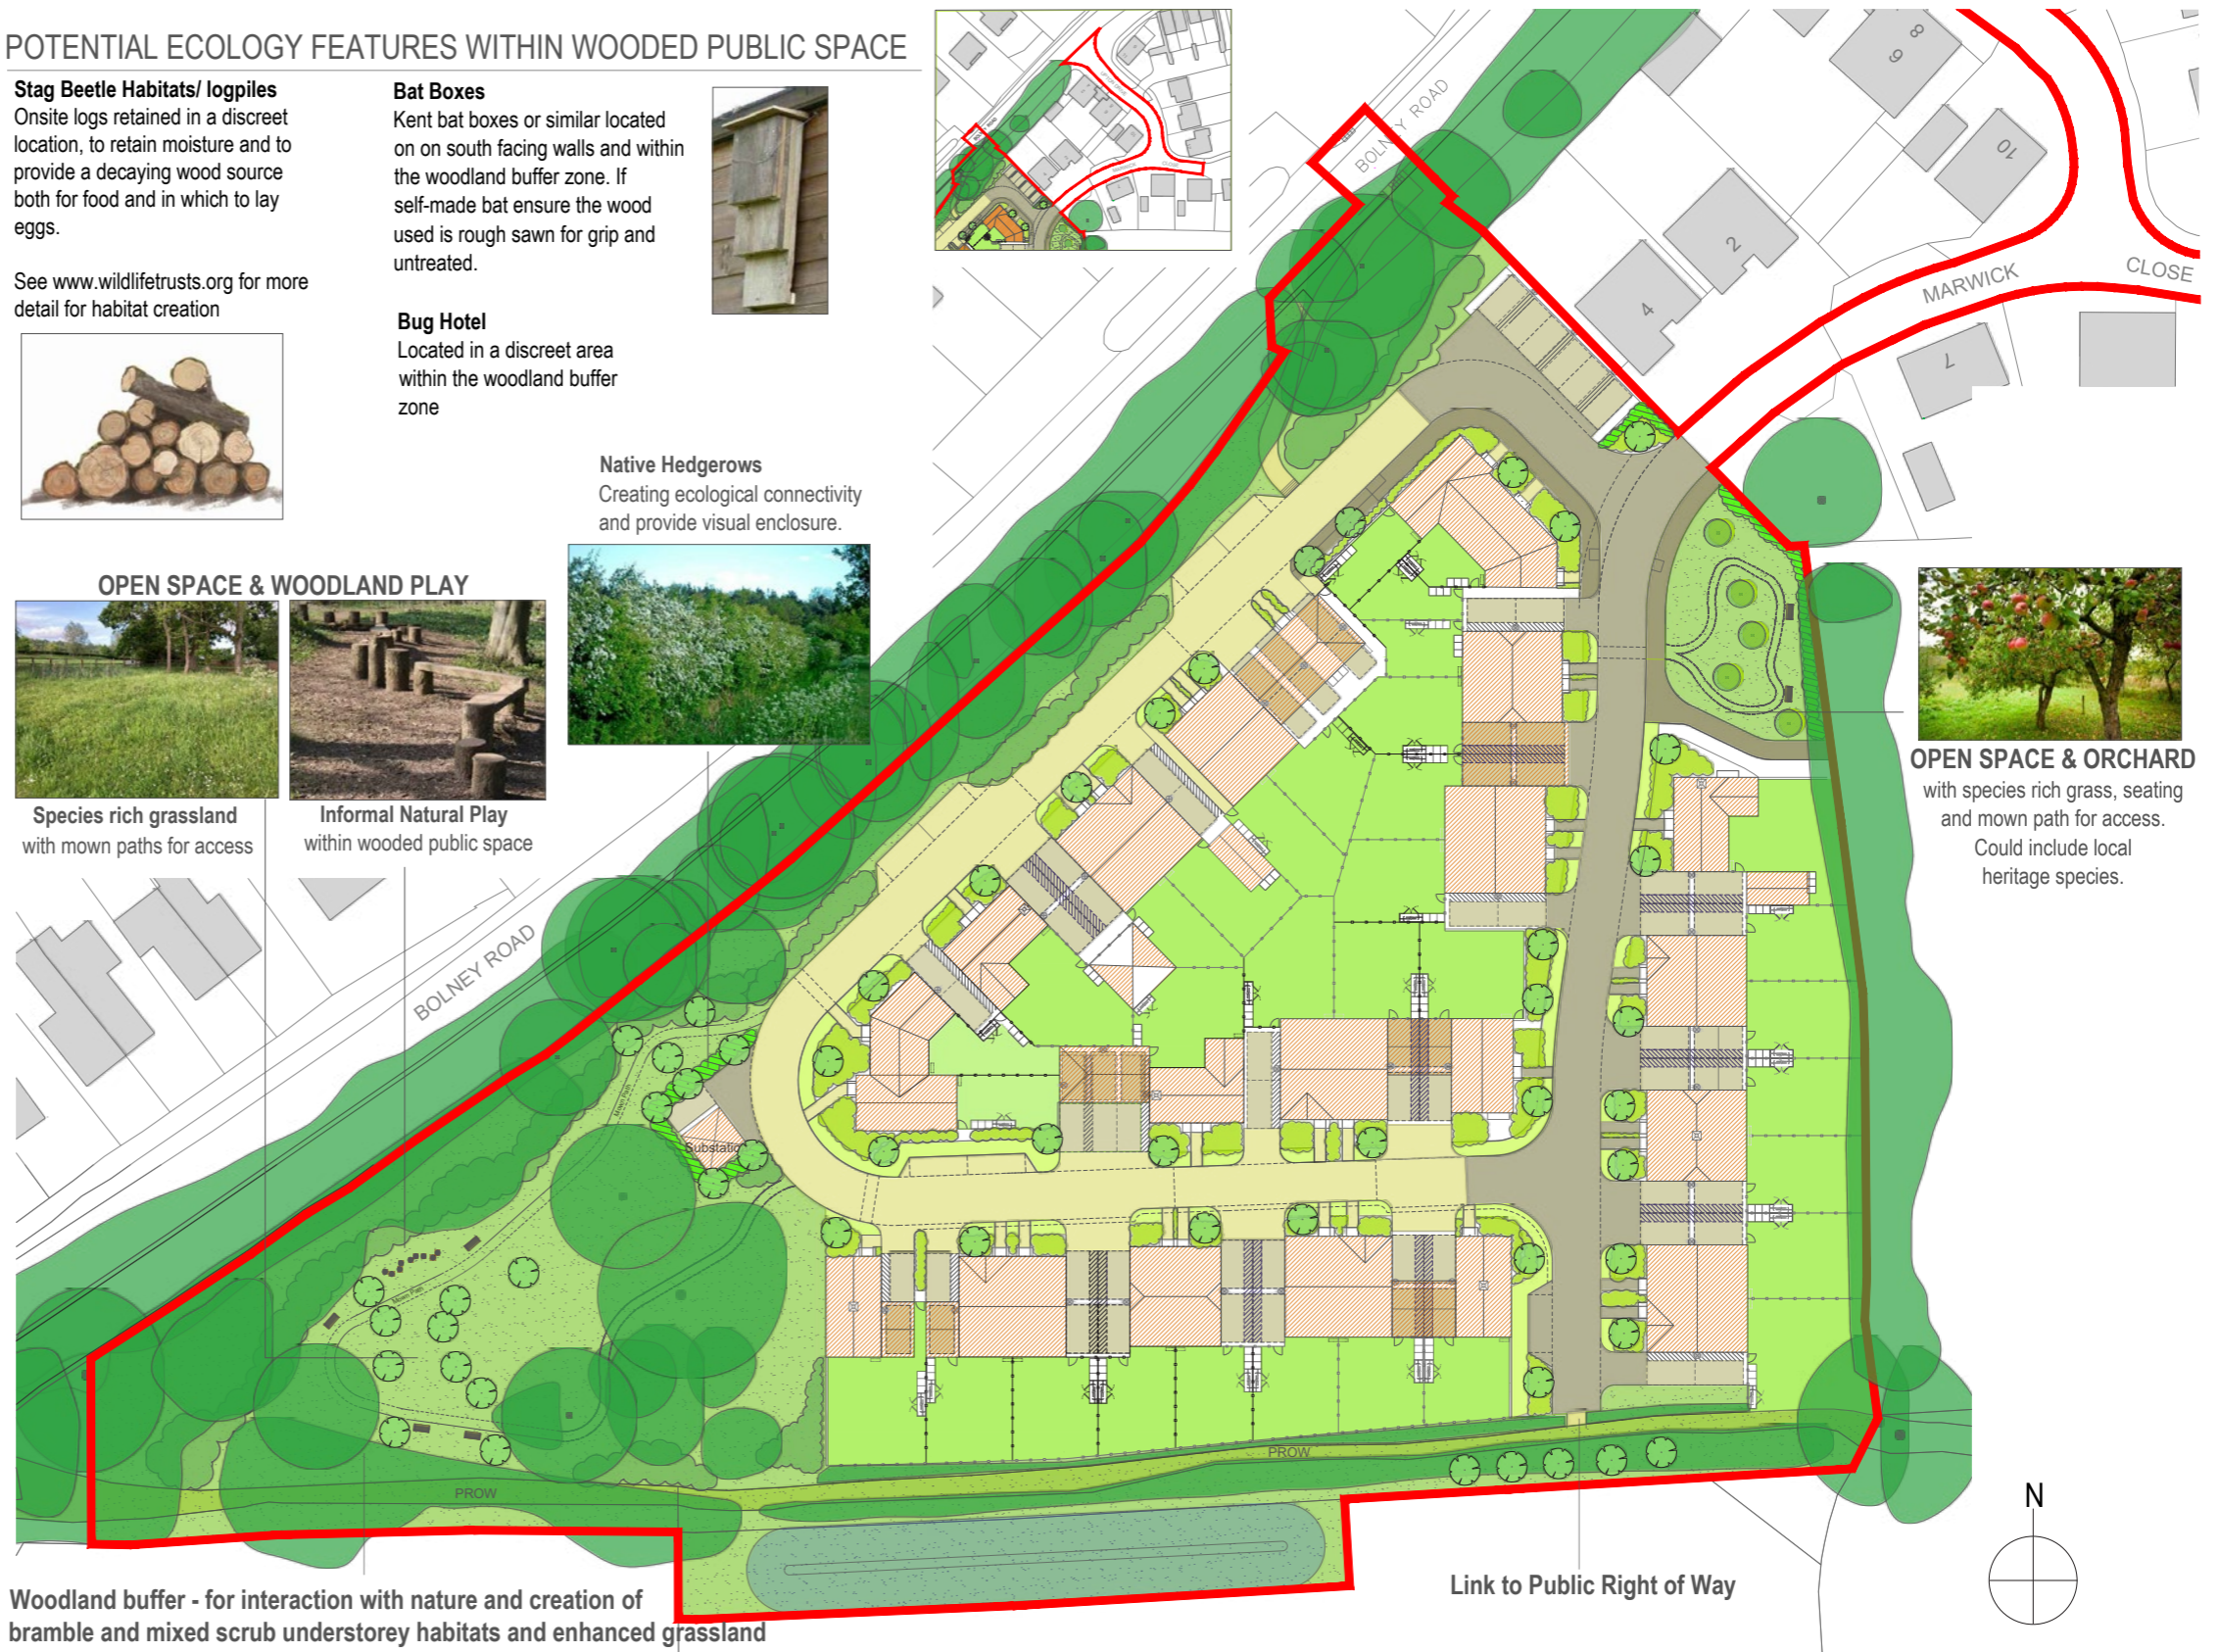 POTENTIAL ECOLOGY FEATURES WITHIN WOODED PUBLIC SPACE
Stag Beetle Habitats/ logpiles
Onsite logs retained in a discreet
location, to retain moisture and to
provide a decaying wood source
both for food and in which to lay
eggs.
See www.wildlifetrusts.org for more
detail for habitat creation
Bat Boxes
Kent bat boxes or similar located
on on south facing walls and within
the woodland buffer zone. If
self-made bat ensure the wood
used is rough sawn for grip and
untreated.
Bug Hotel
Located in a discreet area
within the woodland buffer
zone
Native Hedgerows
Creating ecological connectivity
and provide visual enclosure.
OPEN SPACE & WOODLAND PLAY
Species rich grassland
with mown paths for access
Informal Natural Play
within wooded public space
BOLNEY ROAD
8
6
10
2
4
7
MARWICK
CLOSE
OPEN SPACE & ORCHARD
with species rich grass, seating
and mown path for access.
Could include local
heritage species.
BOLNEY ROAD
Mown Path
Substatio
Mown Path
PROW
PROW
N
Link to Public Right of Way
Woodland buffer - for interaction with nature and creation of
bramble and mixed scrub understorey habitats and enhanced grassland